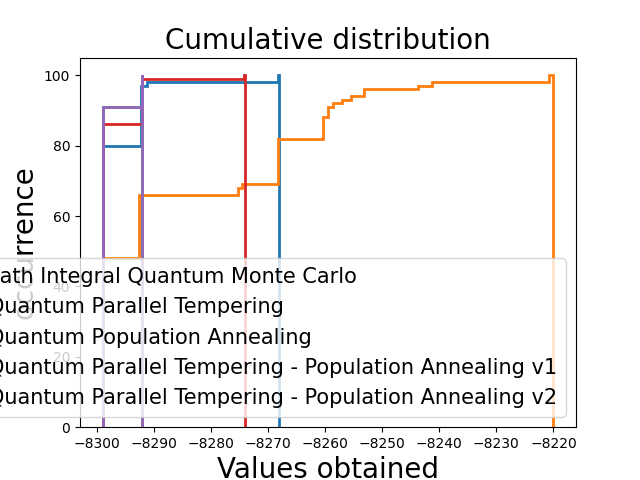 Cumulative distribution
100
80
60
40
20
0
occurrence
ath Integral Quantum Monte Carlo
Quantum Parallel Tempering
Quantum Population Annealing
Quantum Parallel Tempering - Population Annealing v1
Quantum Parallel Tempering - Population Annealing v2
−8300 −8290 −8280 −8270 −8260 −8250 −8240 −8230 −8220
Values obtained